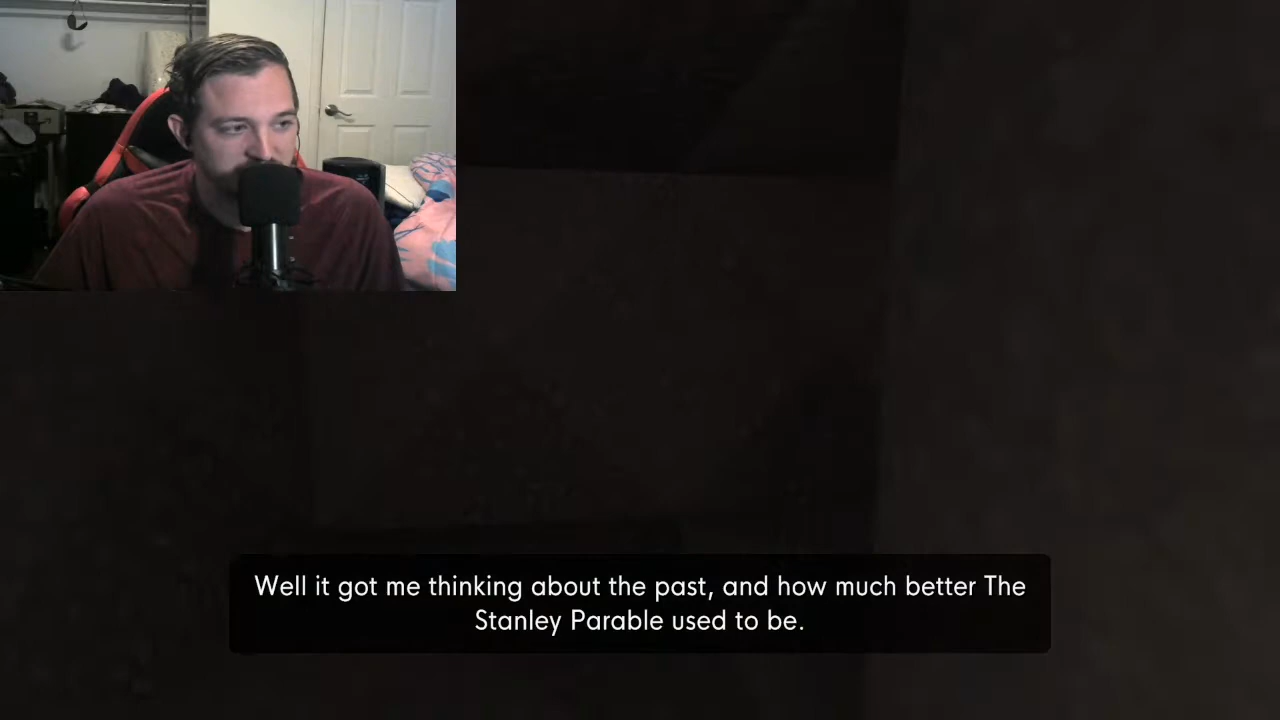 Well it got me thinking about the past, and how much better The
Stanley Parable used to be.